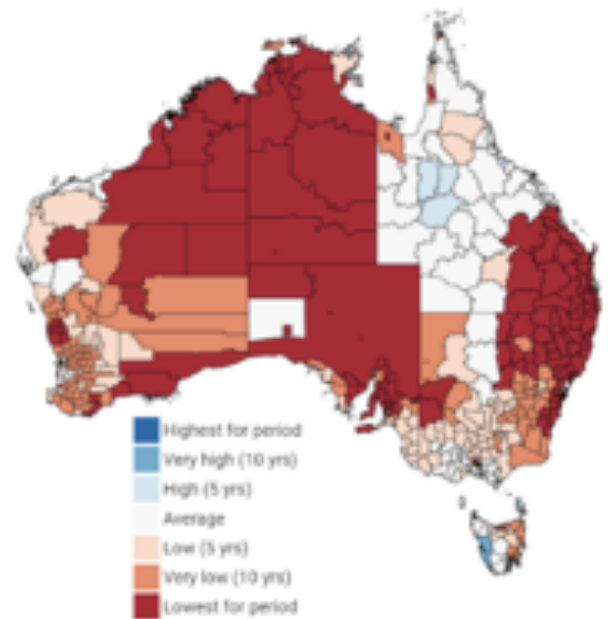 Highest for period
Very high (10 yrs)
High (5 yrs)
Average
Low (5 yrs)
Very low (10 yrs)
Lowest for period